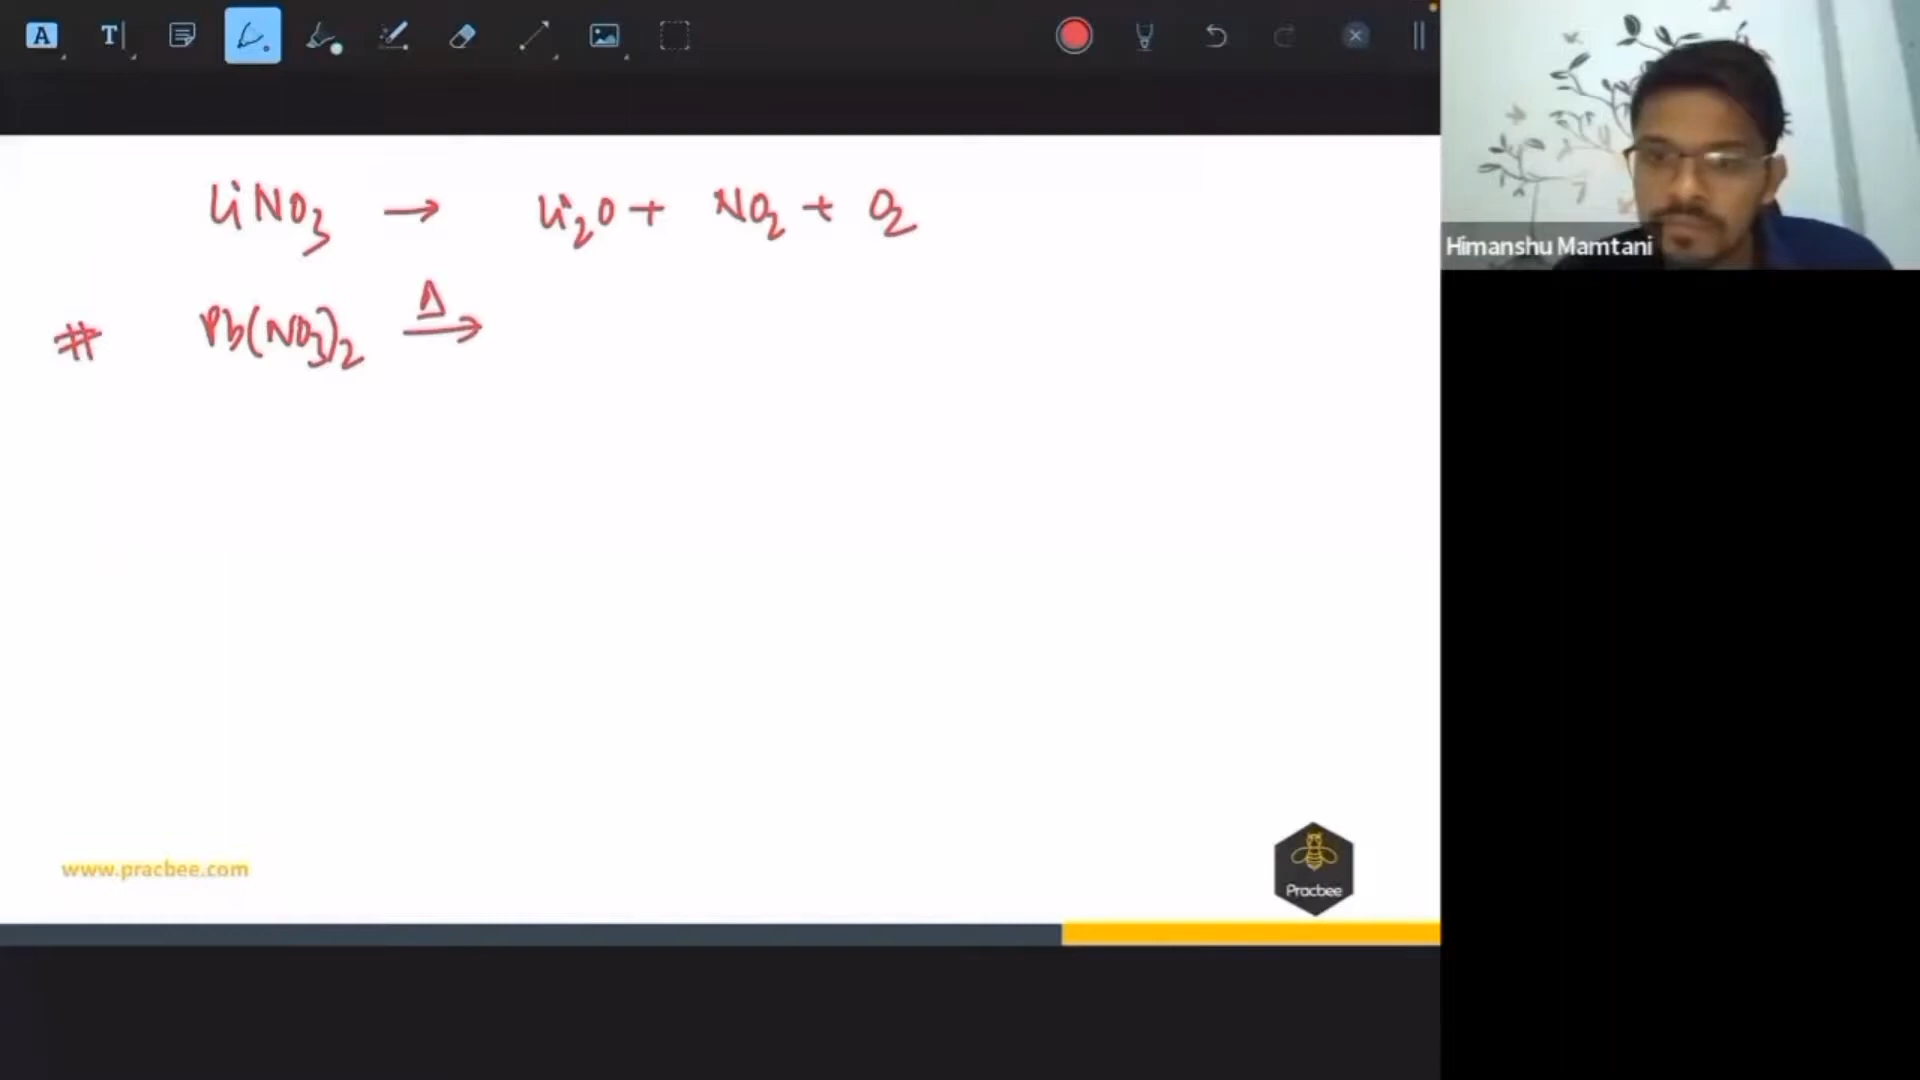 A T
LiNO3 → Li2O + NO2 + O2
# Pb(NO3)2 Δ→
Himanshu Mamtani
www.pracbee.com
Pracbee